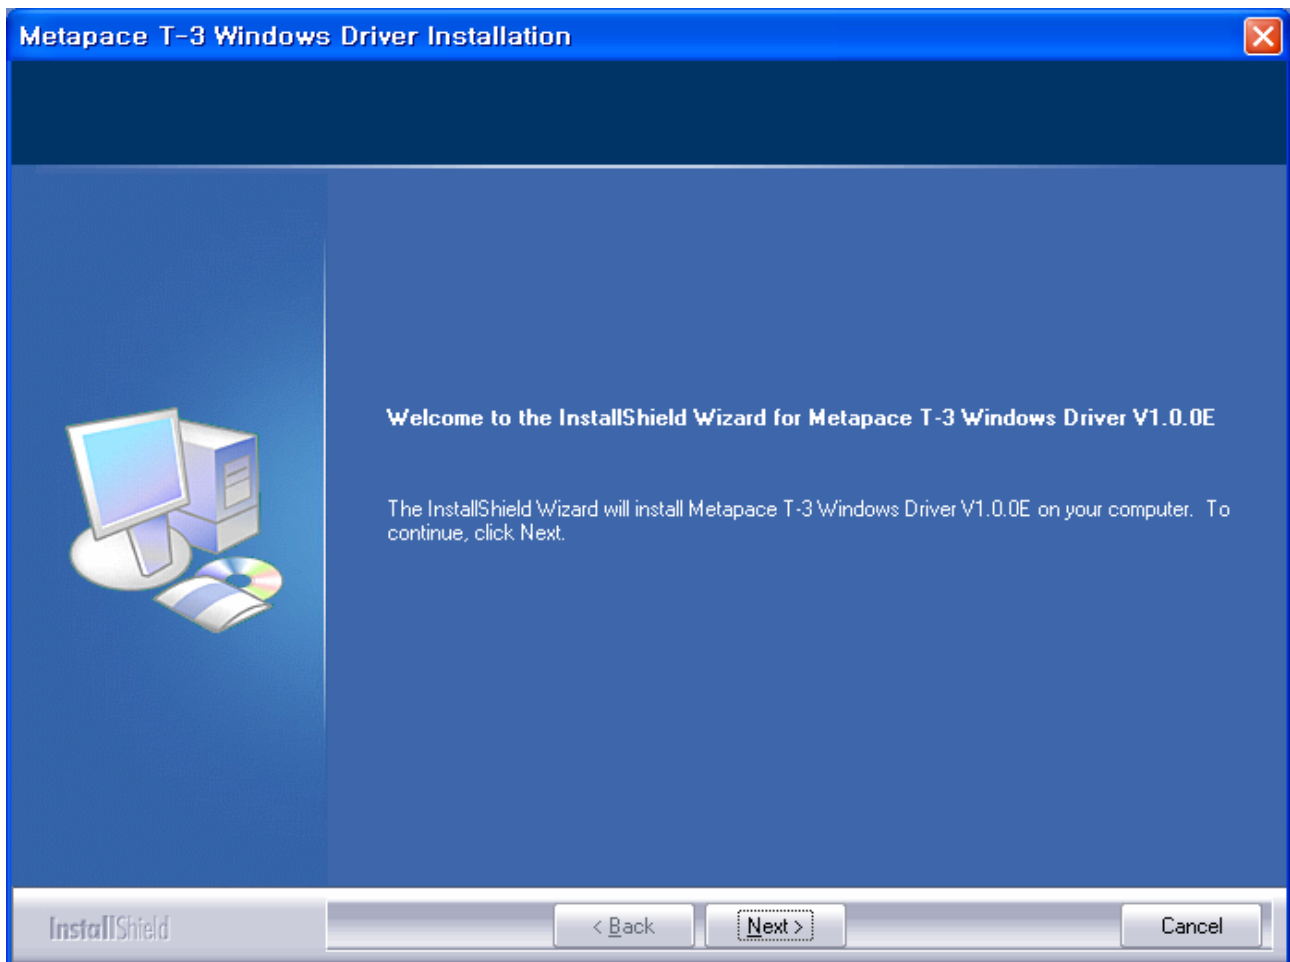 Metapace T-3 Windows Driver Installation
Welcome to the InstallShield Wizard for Metapace T-3 Windows Driver V1.0.0E
The InstallShield Wizard will install Metapace T-3 Windows Driver V1.0.0E on your computer.  To
continue, click Next.
InstallShield
< Back
Next >
Cancel